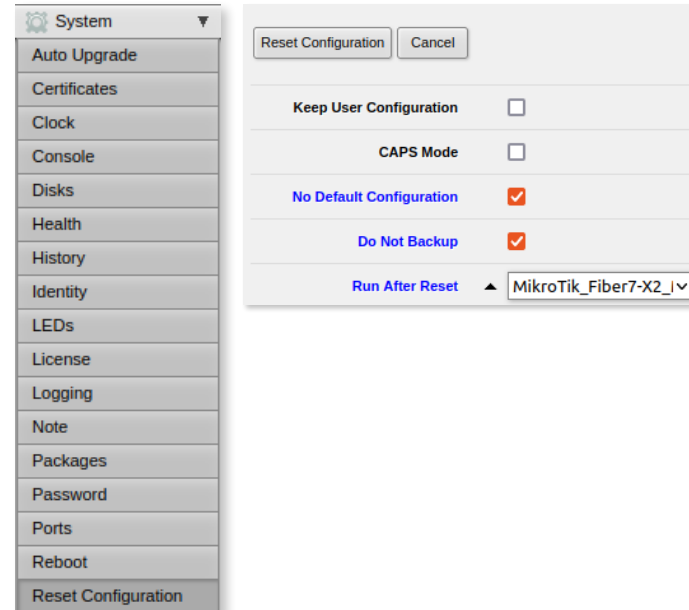 System
Auto Upgrade
Certificates
Clock
Console
Disks
Health
History
Identity
LEDs
License
Logging
Note
Packages
Password
Ports
Reboot
Reset Configuration
Reset Configuration Cancel
Keep User Configuration
CAPS Mode
No Default Configuration
Do Not Backup
Run After Reset MikroTik_Fiber7-X2_